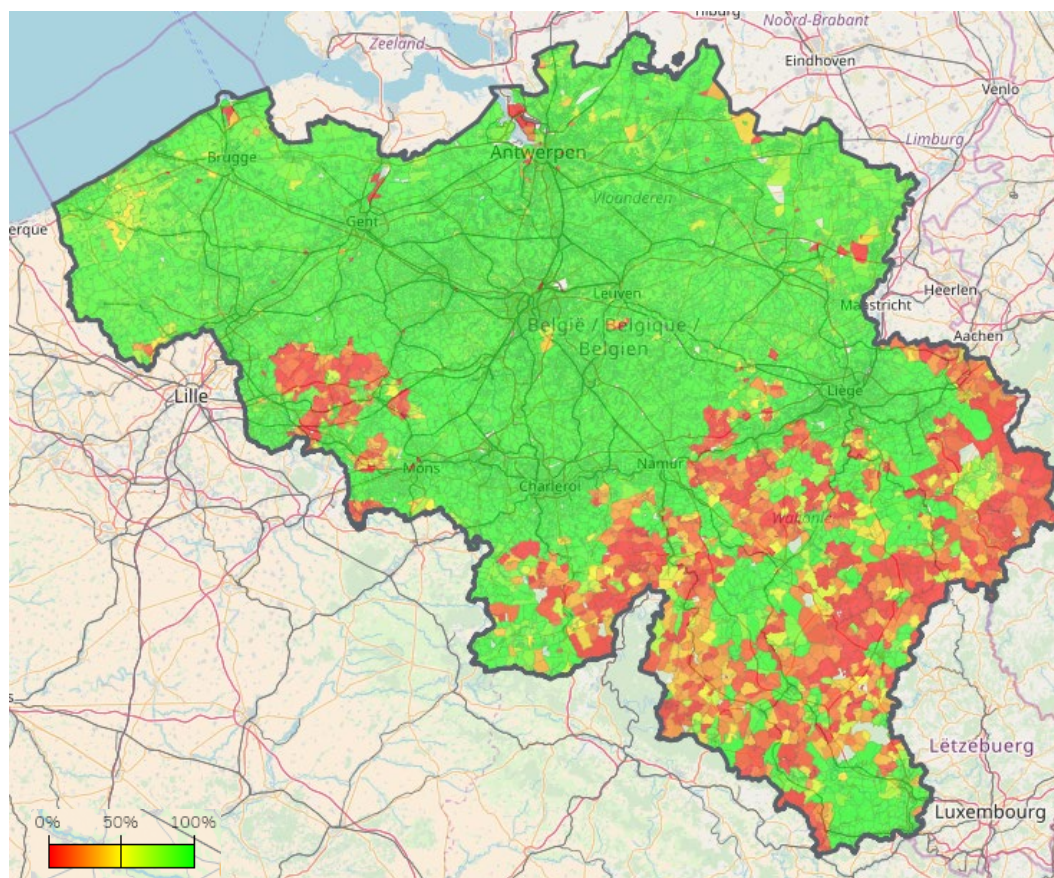 Noord-Brabant
Zeeland
Eindhoven
Venlo
Limburg
Antwerpen
Brugge
Vlaanderen
Gent
erque
Leuven
Heerlen
Maastricht
België / Belgique /
Belgien
Aachen
Liège
Lille
Mons
Namur
Charleroi
Wallonie
Lëtzebuerg
Luxembourg
0% 50% 100%